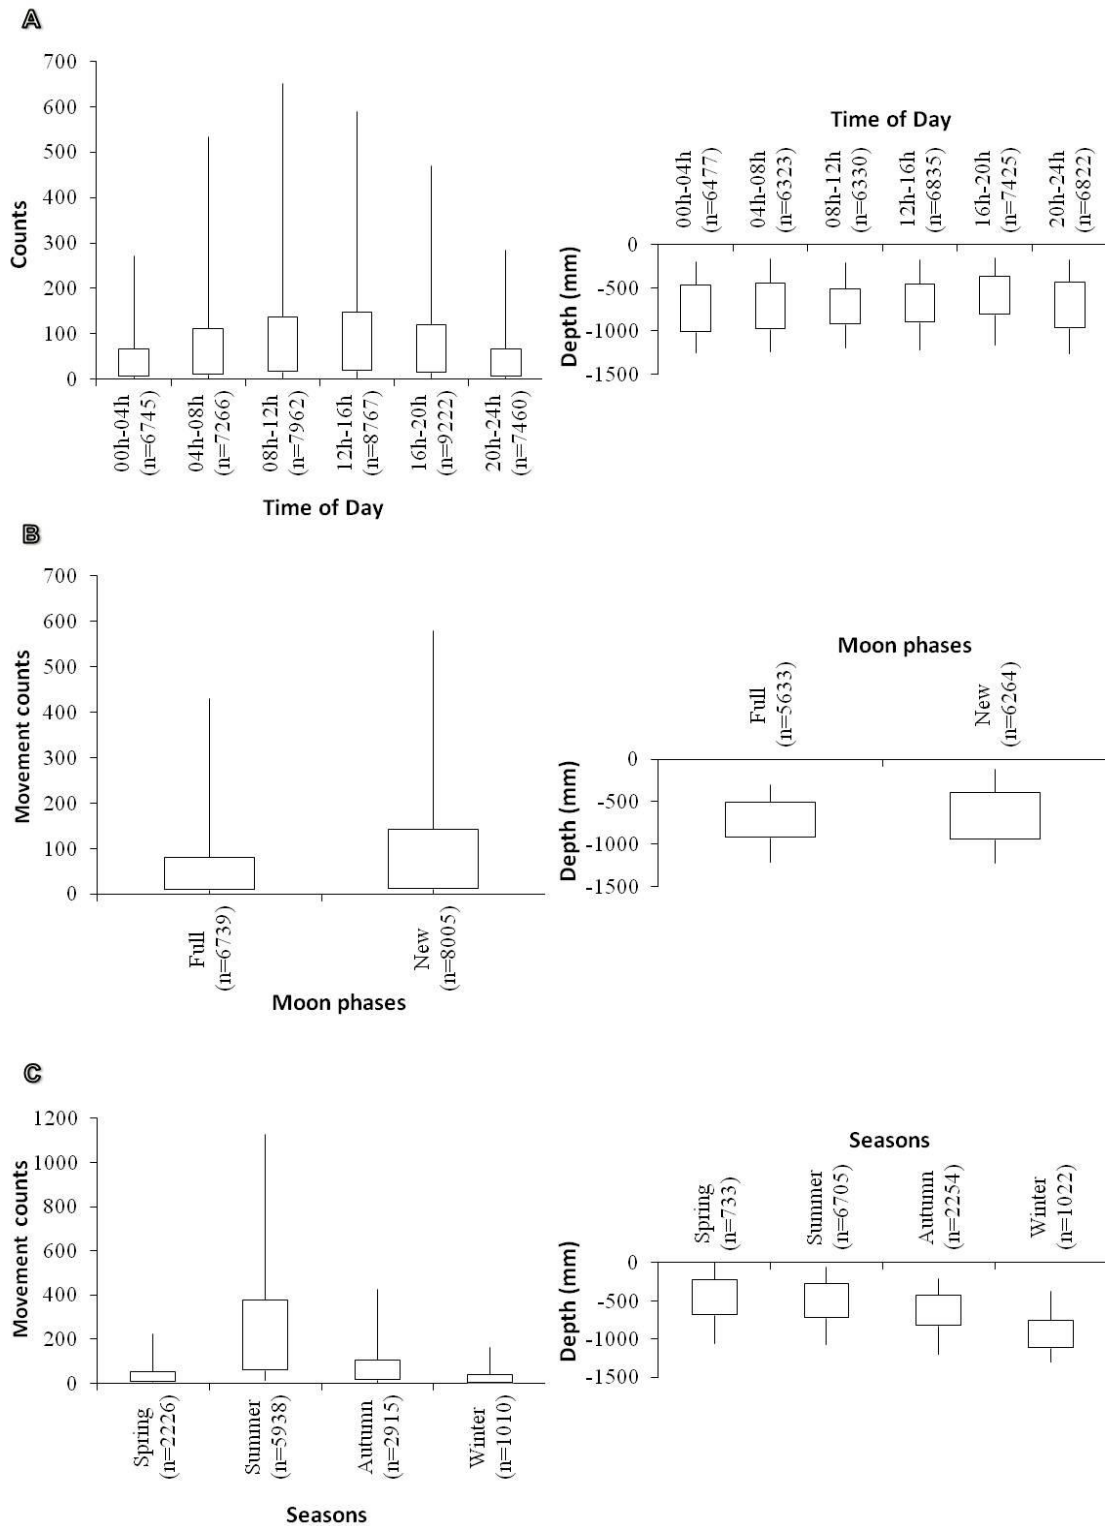 A
700
600
500
400
300
200
100
0
Counts
00h-04h
(n=6745)
04h-08h
(n=7266)
08h-12h
(n=7962)
12h-16h
(n=8767)
16h-20h
(n=9222)
20h-24h
(n=7460)
Time of Day
Time of Day
00h-04h
(n=6477)
04h-08h
(n=6323)
08h-12h
(n=6330)
12h-16h
(n=6835)
16h-20h
(n=7425)
20h-24h
(n=6822)
0
-500
-1000
-1500
Depth (mm)
B
700
600
500
400
300
200
100
0
Movement counts
Full
(n=6739)
New
(n=8005)
Moon phases
Moon phases
Full
(n=5633)
New
(n=6264)
0
-500
-1000
-1500
Depth (mm)
C
1200
1000
800
600
400
200
0
Movement counts
Spring
(n=2226)
Summer
(n=5938)
Autumn
(n=2915)
Winter
(n=1010)
Seasons
Seasons
Spring
(n=733)
Summer
(n=6705)
Autumn
(n=2254)
Winter
(n=1022)
0
-500
-1000
-1500
Depth (mm)